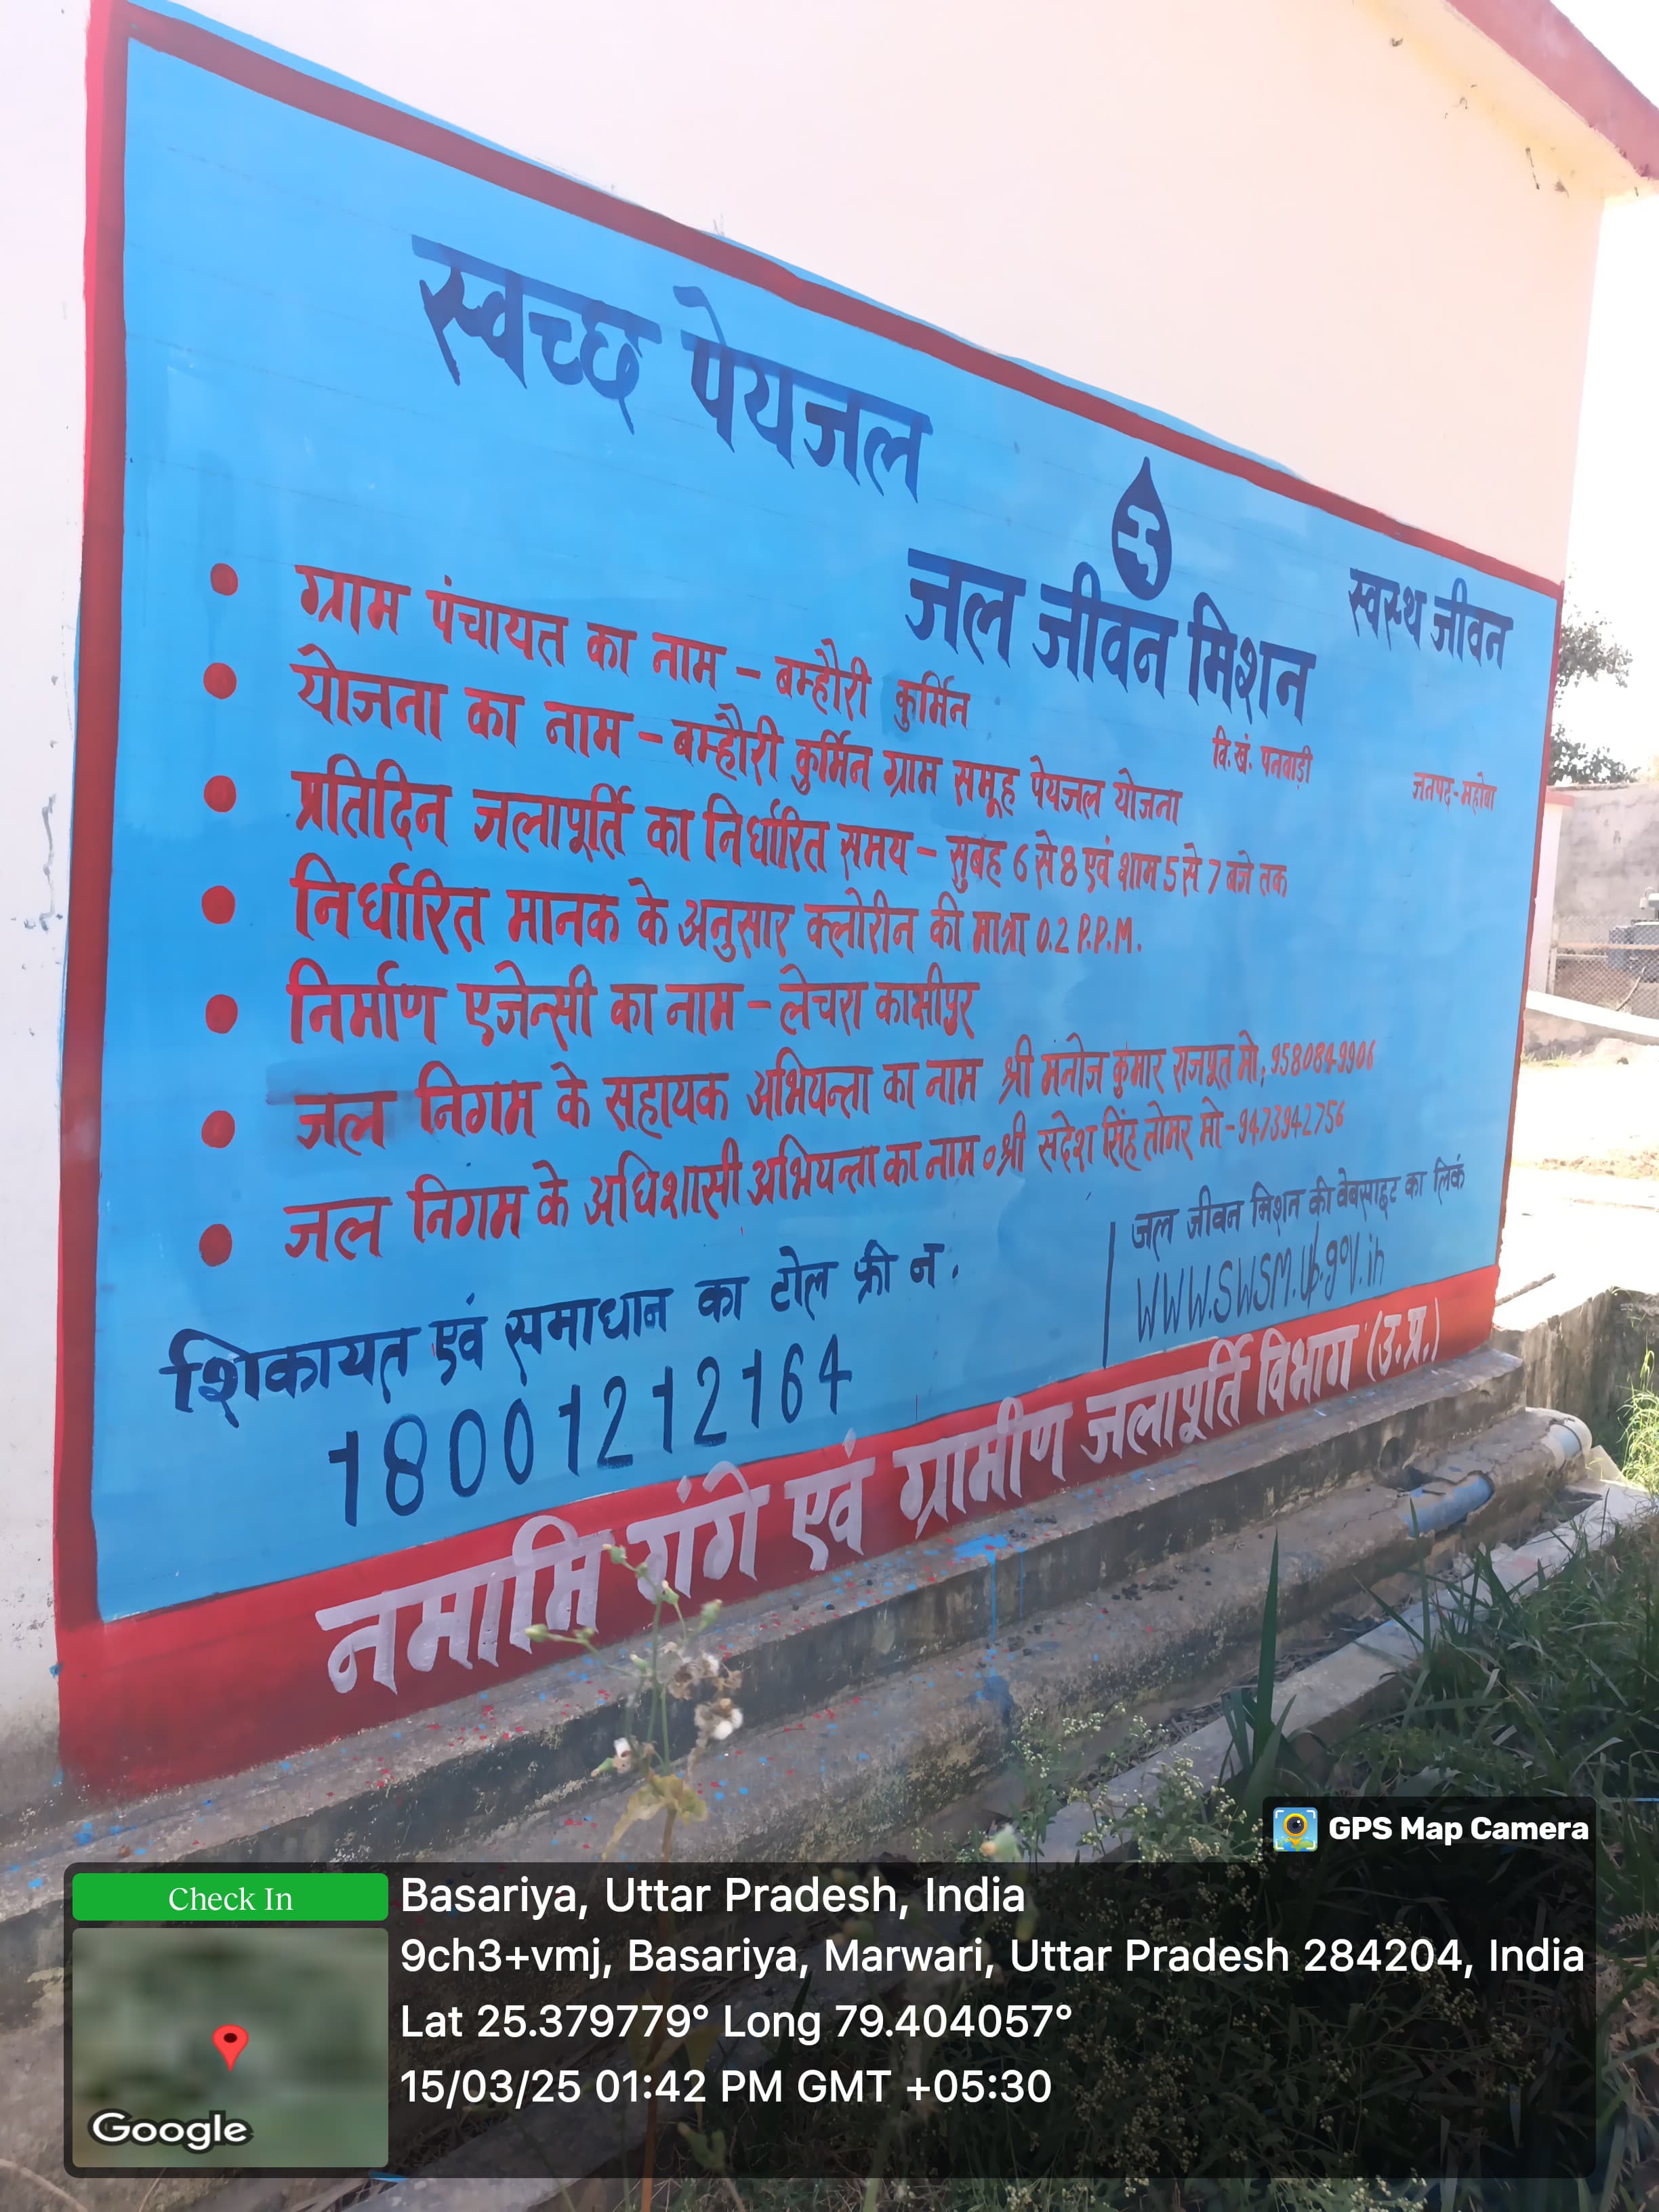 स्वच्छ पेयजल
जल जीवन मिशन
स्वस्थ जीवन
ग्राम पंचायत का नाम - बम्हौरी कुर्मिन
वि.खं. पनवाड़ी
जनपद-महोबा
योजना का नाम - बम्हौरी कुर्मिन ग्राम समूह पेयजल योजना
प्रतिदिन जलापूर्ति का निर्धारित समय - सुबह 6 से 8 एवं शाम 5 से 7 बजे तक
निर्धारित मानक के अनुसार क्लोरीन की मात्रा 0.2 P.P.M.
निर्माण एजेन्सी का नाम - लेचरा काशीपुर
जल निगम के सहायक अभियन्ता का नाम श्री मनोज कुमार राजपूत मो; 9580849906
जल निगम के अधिशासी अभियन्ता का नाम ० श्री संदेश सिंह तोमर मो - 9473942756
शिकायत एवं समाधान का टोल फ्री न.
18001212164
जल जीवन मिशन की वेबसाइट का लिंक
WWW.SWSM.Up.gov.in
नमामि गंगे एवं ग्रामीण जलापूर्ति विभाग (उ.प्र.)
GPS Map Camera
Check In
Basariya, Uttar Pradesh, India
9ch3+vmj, Basariya, Marwari, Uttar Pradesh 284204, India
Lat 25.379779° Long 79.404057°
15/03/25 01:42 PM GMT +05:30
Google